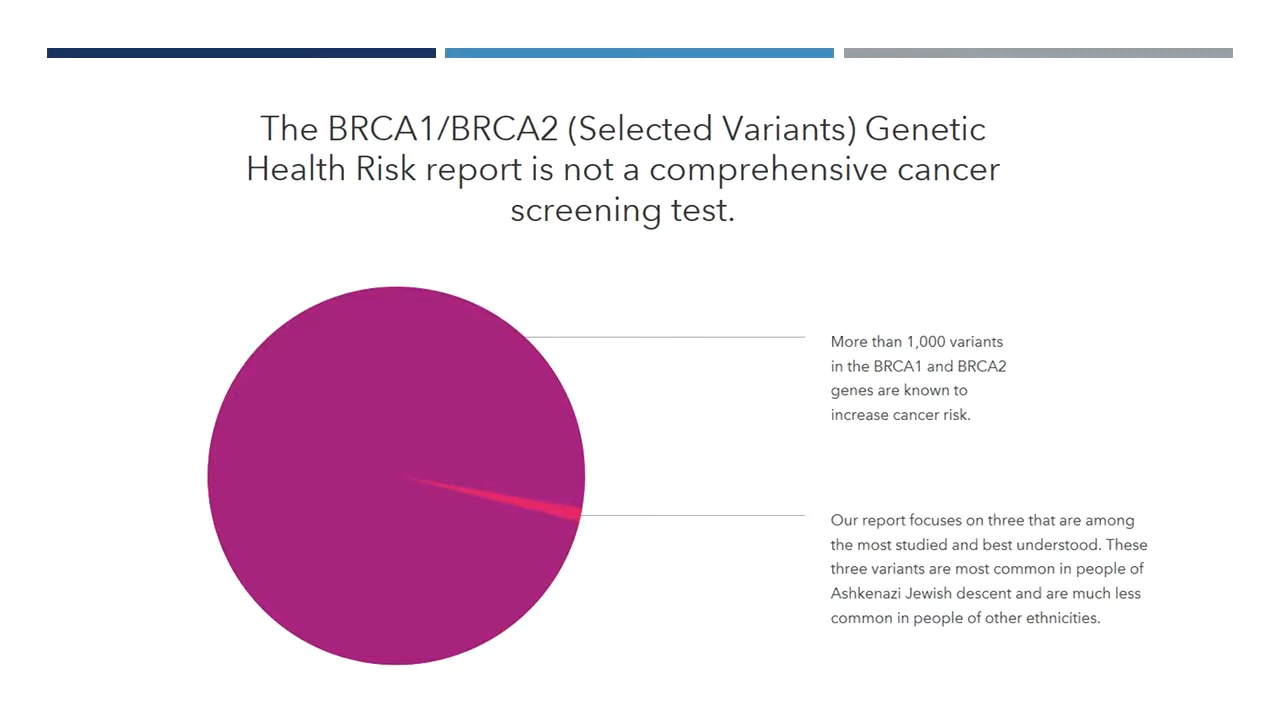 The BRCA1/BRCA2 (Selected Variants) Genetic
Health Risk report is not a comprehensive cancer
screening test.
More than 1,000 variants
in the BRCA1 and BRCA2
genes are known to
increase cancer risk.
Our report focuses on three that are among
the most studied and best understood. These
three variants are most common in people of
Ashkenazi Jewish descent and are much less
common in people of other ethnicities.